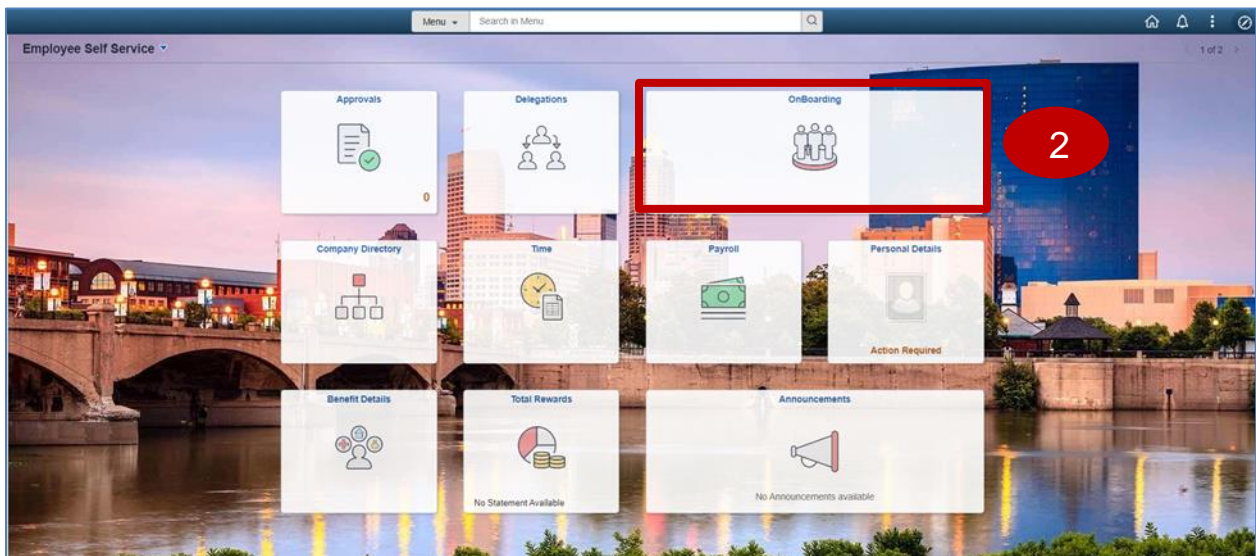 Menu
Search in Menu
Employee Self Service
1 of 2
Approvals
0
Delegations
OnBoarding
2
Company Directory
Time
Payroll
Personal Details
Action Required
Benefit Details
Total Rewards
No Statement Available
Announcements
No Announcements available